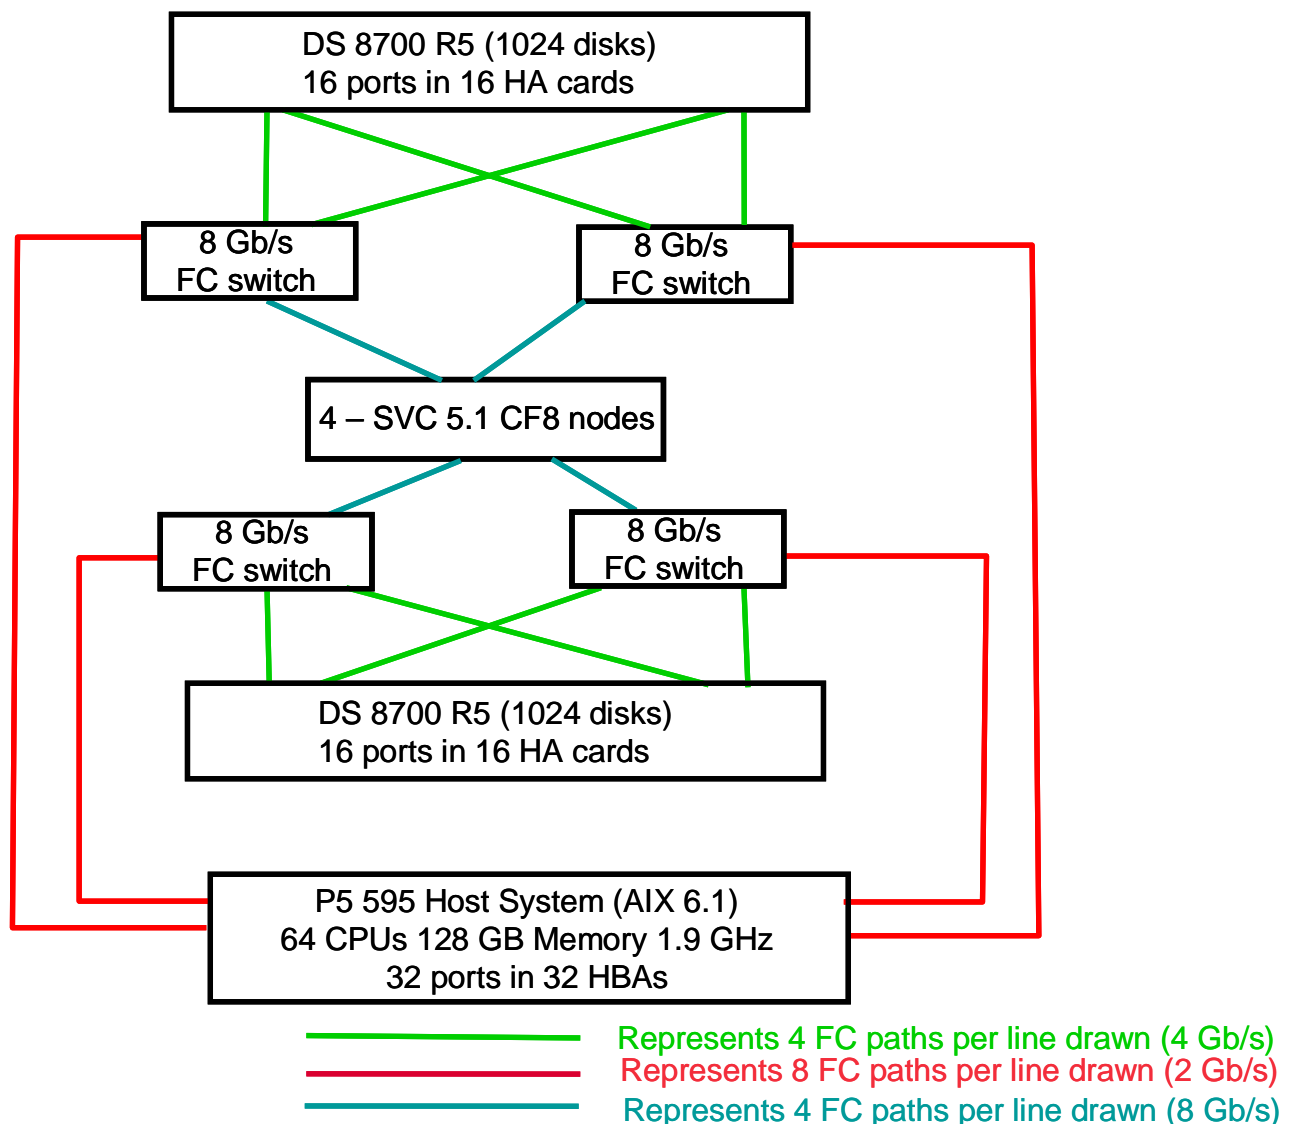 DS 8700 R5 (1024 disks)
16 ports in 16 HA cards
8 Gb/s
FC switch
8 Gb/s
FC switch
4 – SVC 5.1 CF8 nodes
8 Gb/s
FC switch
8 Gb/s
FC switch
DS 8700 R5 (1024 disks)
16 ports in 16 HA cards
P5 595 Host System (AIX 6.1)
64 CPUs 128 GB Memory 1.9 GHz
32 ports in 32 HBAs
Represents 4 FC paths per line drawn (4 Gb/s)
Represents 8 FC paths per line drawn (2 Gb/s)
Represents 4 FC paths per line drawn (8 Gb/s)